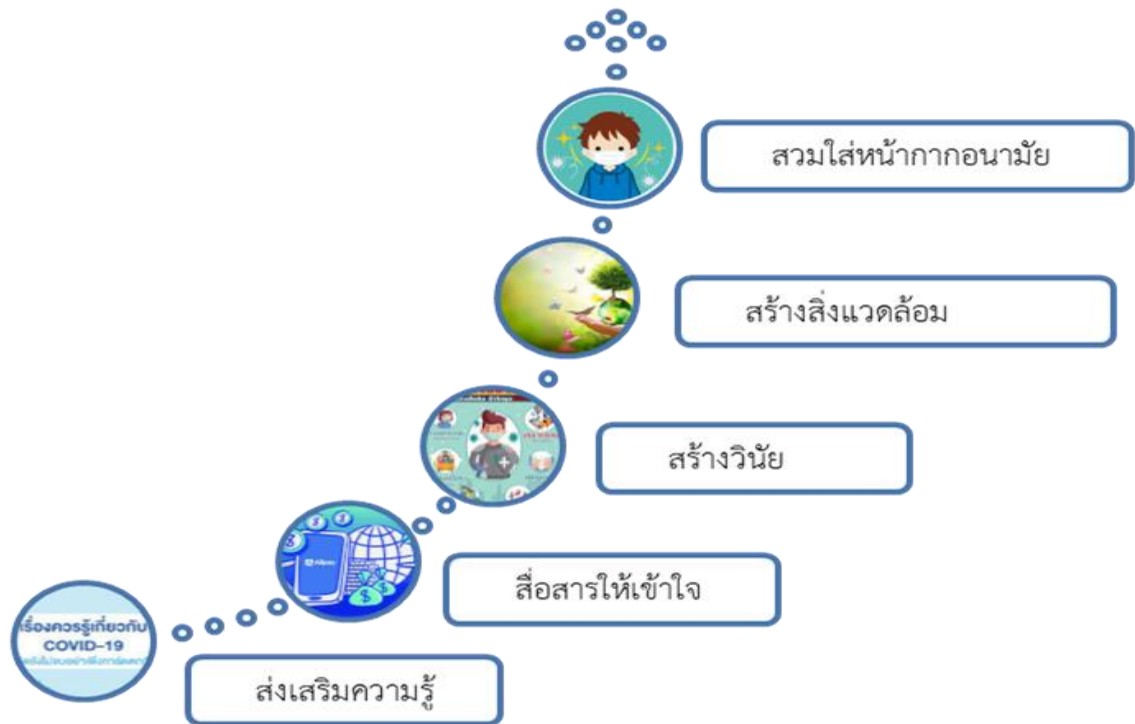 สวมใส่หน้ากากอนามัย
สร้างสิ่งแวดล้อม
สร้างวินัย
สื่อสารให้เข้าใจ
Alipay
เรื่องควรรู้เกี่ยวกับ
COVID-19
ส่งเสริมความรู้